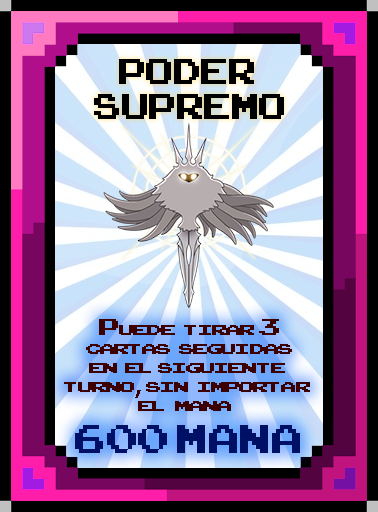 PODER
SUPREMO
PUEDE TIRAR 3
CARTAS SEGUIDAS
EN EL SIGUIENTE
TURNO, SIN IMPORTAR
EL MANA
600 MANA